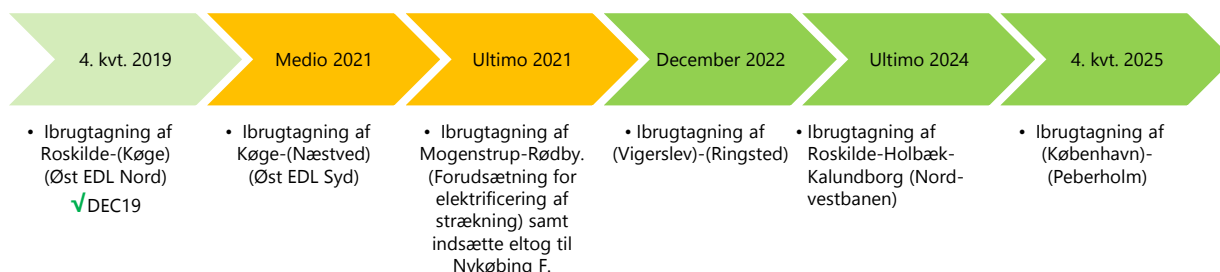 4. kvt. 2019
Medio 2021
Ultimo 2021
December 2022
Ultimo 2024
4. kvt. 2025
• Ibrugtagning af
Roskilde-(Køge)
(Øst EDL Nord)
√DEC19
• Ibrugtagning af
Køge-(Næstved)
(Øst EDL Syd)
• Ibrugtagning af
Mogenstrup-Rødby.
(Forudsætning for
elektrificering af
strækning) samt
indsætte eltog til
Nykøbing F.
• Ibrugtagning af
(Vigerslev)-(Ringsted)
• Ibrugtagning af
Roskilde-Holbæk-
Kalundborg (Nord-
vestbanen)
• Ibrugtagning af
(København)-
(Peberholm)